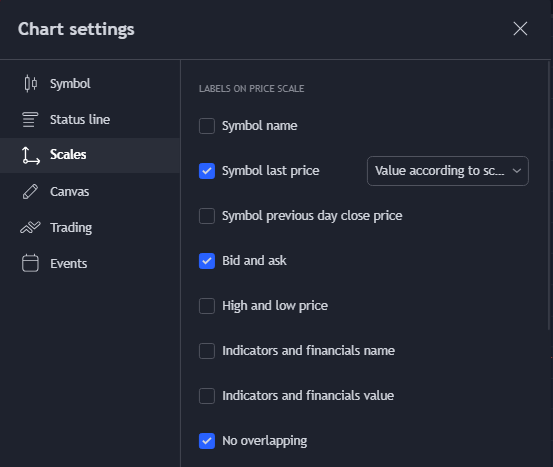 Chart settings
Symbol
Status line
Scales
Canvas
Trading
Events
LABELS ON PRICE SCALE
Symbol name
Symbol last price
Value according to sc...
Symbol previous day close price
Bid and ask
High and low price
Indicators and financials name
Indicators and financials value
No overlapping